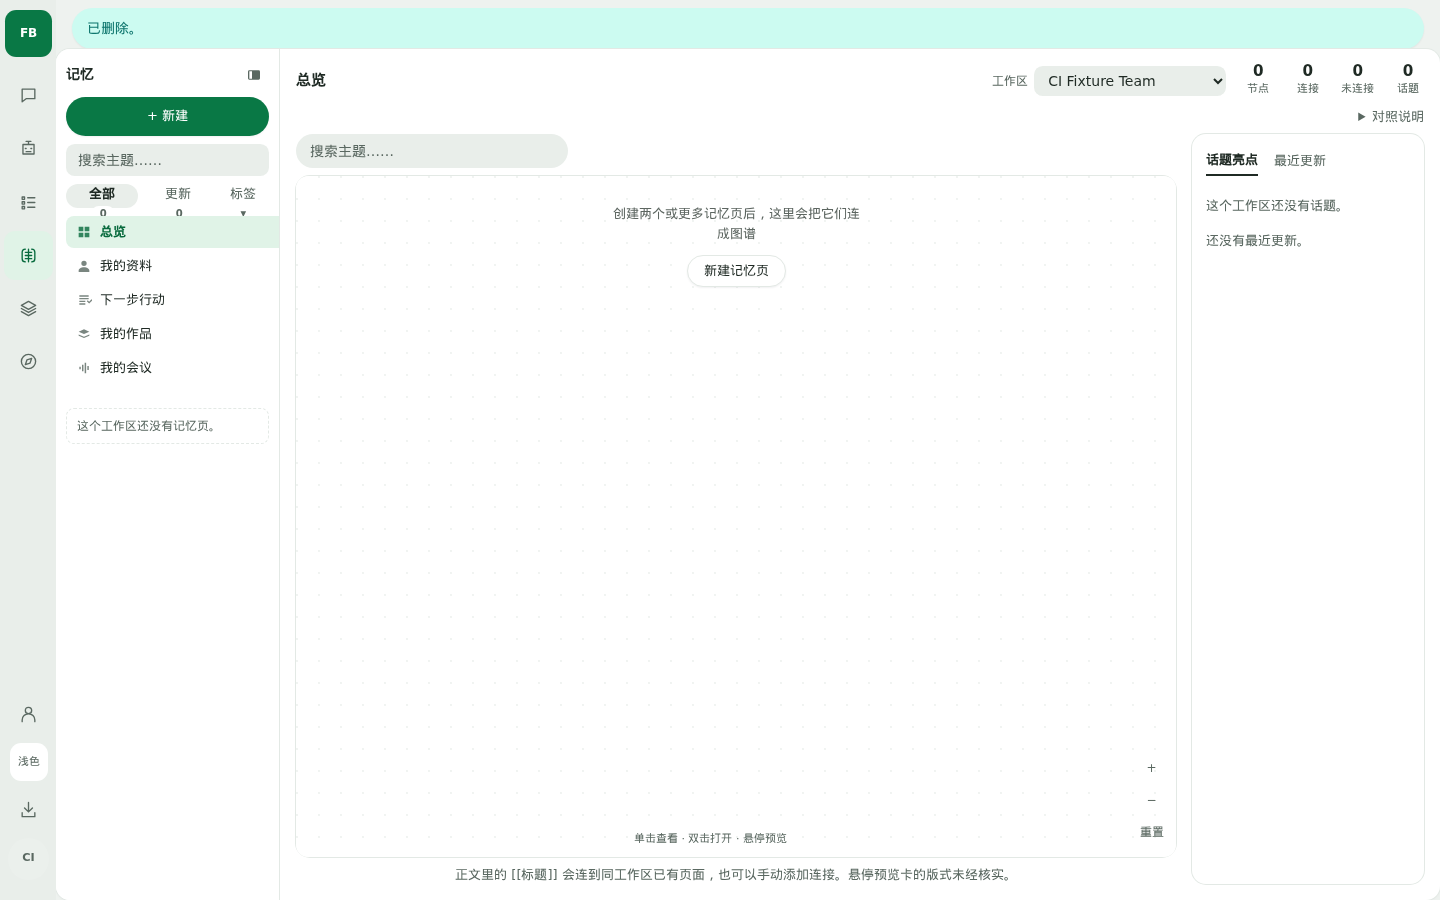 FB
已删除。
记忆
+ 新建
搜索主题......
全部
0
更新
0
标签
▾
总览
我的资料
下一步行动
我的作品
我的会议
这个工作区还没有记忆页。
浅色
CI
总览
工作区
CI Fixture Team
0
节点
0
连接
0
未连接
0
话题
▶ 对照说明
搜索主题......
创建两个或更多记忆页后，这里会把它们连
成图谱
新建记忆页
+
−
重置
单击查看 · 双击打开 · 悬停预览
正文里的 [[标题]] 会连到同工作区已有页面，也可以手动添加连接。悬停预览卡的版式未经核实。
话题亮点
最近更新
这个工作区还没有话题。
还没有最近更新。